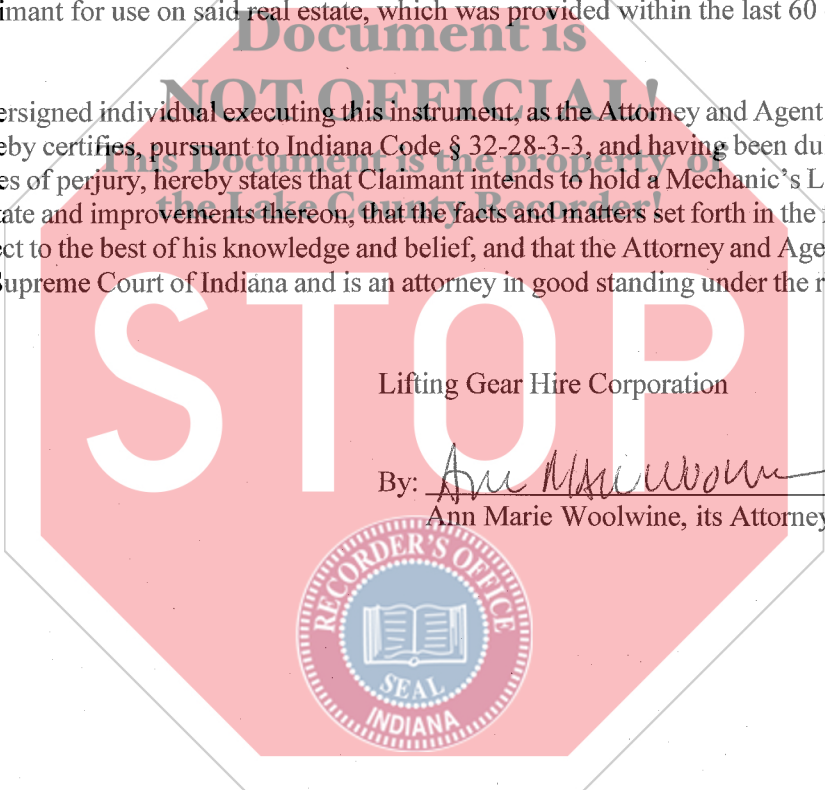 imant for use on said real estate, which was provided within the last 60
Document is
NOT OFFICIAL!
ersigned individual executing this instrument, as the Attorney and Agent
eby certifies, pursuant to Indiana Code § 32-28-3-3, and having been du
This Document is the property of
es of perjury, hereby states that Claimant intends to hold a Mechanic's L
the Lake County Recorder!
ate and improvements thereon, that the facts and matters set forth in the
ect to the best of his knowledge and belief, and that the Attorney and Age
Supreme Court of Indiana and is an attorney in good standing under the r
STOP
Lifting Gear Hire Corporation
By: Ann Marie Woolwine
Ann Marie Woolwine, its Attorney
RECORDER'S OFFICE
SEAL
INDIANA